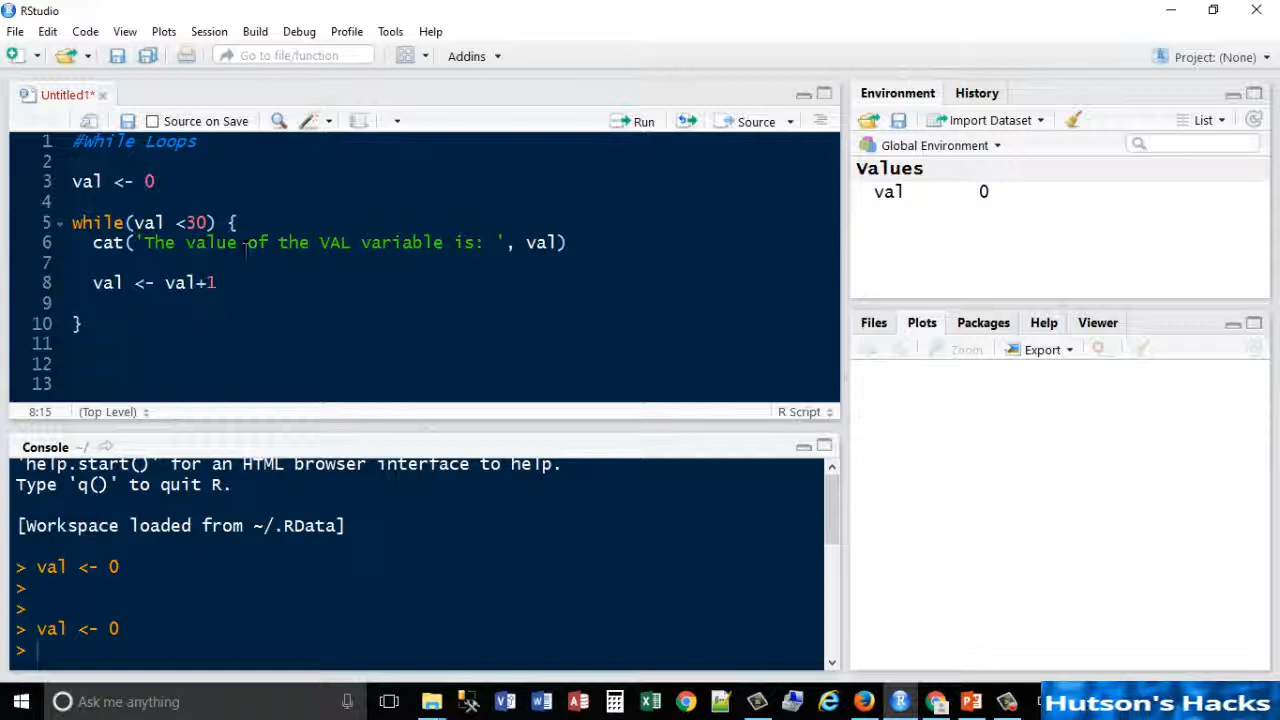 RStudio
File Edit Code View Plots Session Build Debug Profile Tools Help
Go to file/function Addins Project: (None)
Untitled1*
Source on Save Run Source
1 #While Loops
2
3 val <- 0
4
5 while(val <30) {
6 cat('The value of the VAL variable is: ', val)
7
8 val <- val+1
9
10 }
11
12
13
8:15 (Top Level) R Script
Console ~/
'help.start()' for an HTML browser interface to help.
Type 'q()' to quit R.
[Workspace loaded from ~/.RData]
> val <- 0
>
>
> val <- 0
>
Environment History
Import Dataset List
Global Environment
Values
val 0
Files Plots Packages Help Viewer
Zoom Export
Ask me anything
Hutson's Hacks